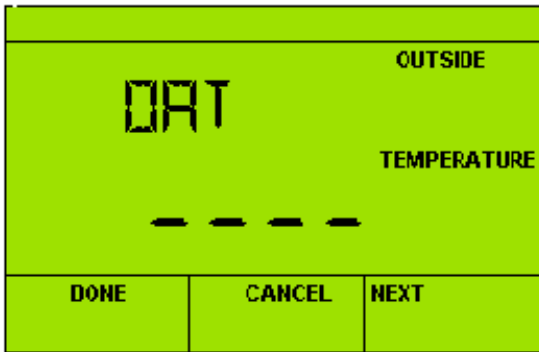 OUTSIDE
OAT
TEMPERATURE
- - - -
DONE CANCEL NEXT